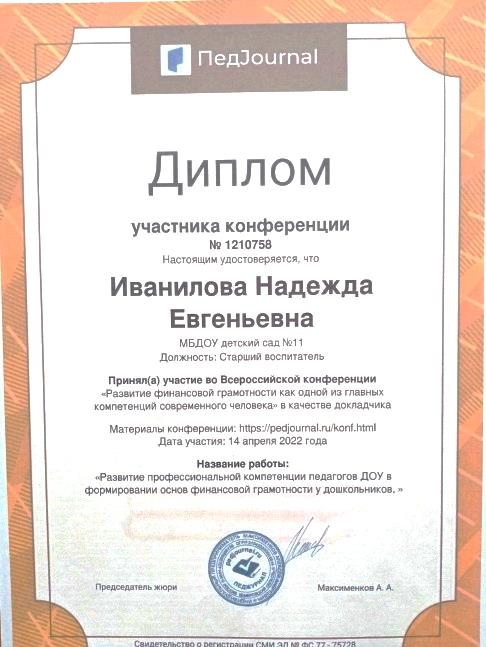 ПедJournal
Диплом
участника конференции
№ 1210758
Настоящим удостоверяется, что
Иванилова Надежда
Евгеньевна
МБДОУ детский сад №11
Должность: Старший воспитатель
Принял(а) участие во Всероссийской конференции
«Развитие финансовой грамотности как одной из главных
компетенций современного человека» в качестве докладчика
Материалы конференции: https://pedjournal.ru/konf.html
Дата участия: 14 апреля 2022 года
Название работы:
«Развитие профессиональной компетенции педагогов ДОУ в
формировании основ финансовой грамотности у дошкольников. »
pedjournal.ru
ПЕДЖУРНАЛ
Председатель жюри
Максименков А. А.
Свидетельство о регистрации СМИ ЭЛ № ФС 77 - 75728